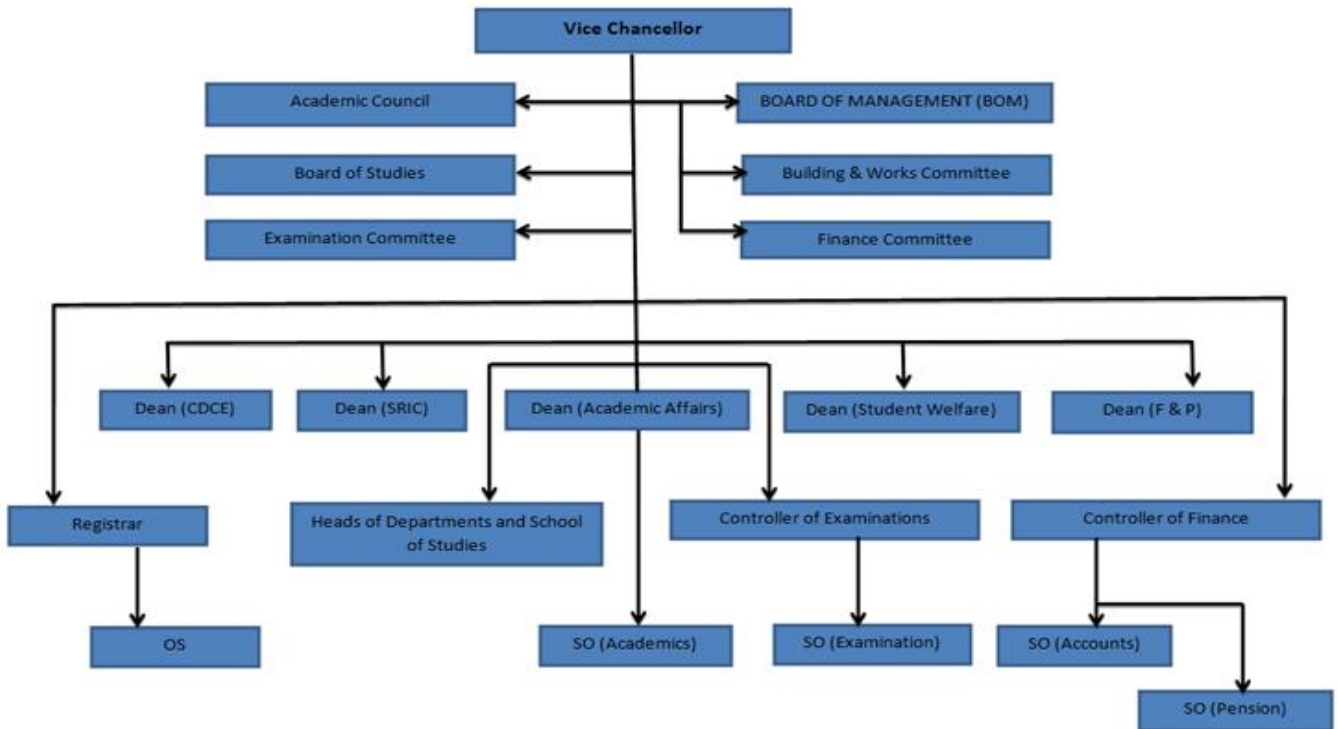 Vice Chancellor
Academic Council
BOARD OF MANAGEMENT (BOM)
Board of Studies
Building & Works Committee
Examination Committee
Finance Committee
Dean (CDCE)
Dean (SRIC)
Dean (Academic Affairs)
Dean (Student Welfare)
Dean (F & P)
Registrar
Heads of Departments and School
of Studies
Controller of Examinations
Controller of Finance
OS
SO (Academics)
SO (Examination)
SO (Accounts)
SO (Pension)